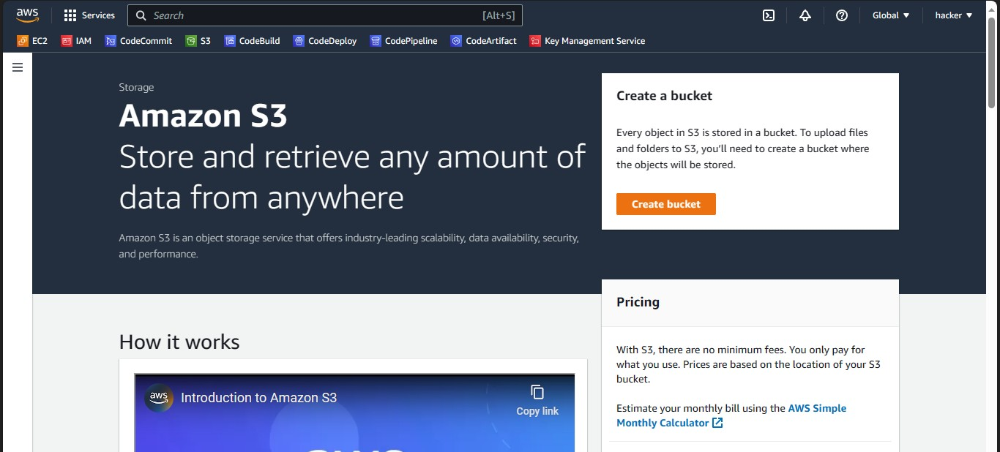 aws
Services
Search
[Alt+S]
Global
hacker
EC2
IAM
CodeCommit
S3
CodeBuild
CodeDeploy
CodePipeline
CodeArtifact
Key Management Service
Storage
Amazon S3
Store and retrieve any amount of
data from anywhere
Amazon S3 is an object storage service that offers industry-leading scalability, data availability, security,
and performance.
Create a bucket
Every object in S3 is stored in a bucket. To upload files
and folders to S3, you'll need to create a bucket where
the objects will be stored.
Create bucket
How it works
aws
Introduction to Amazon S3
Copy link
Pricing
With S3, there are no minimum fees. You only pay for
what you use. Prices are based on the location of your S3
bucket.
Estimate your monthly bill using the AWS Simple
Monthly Calculator